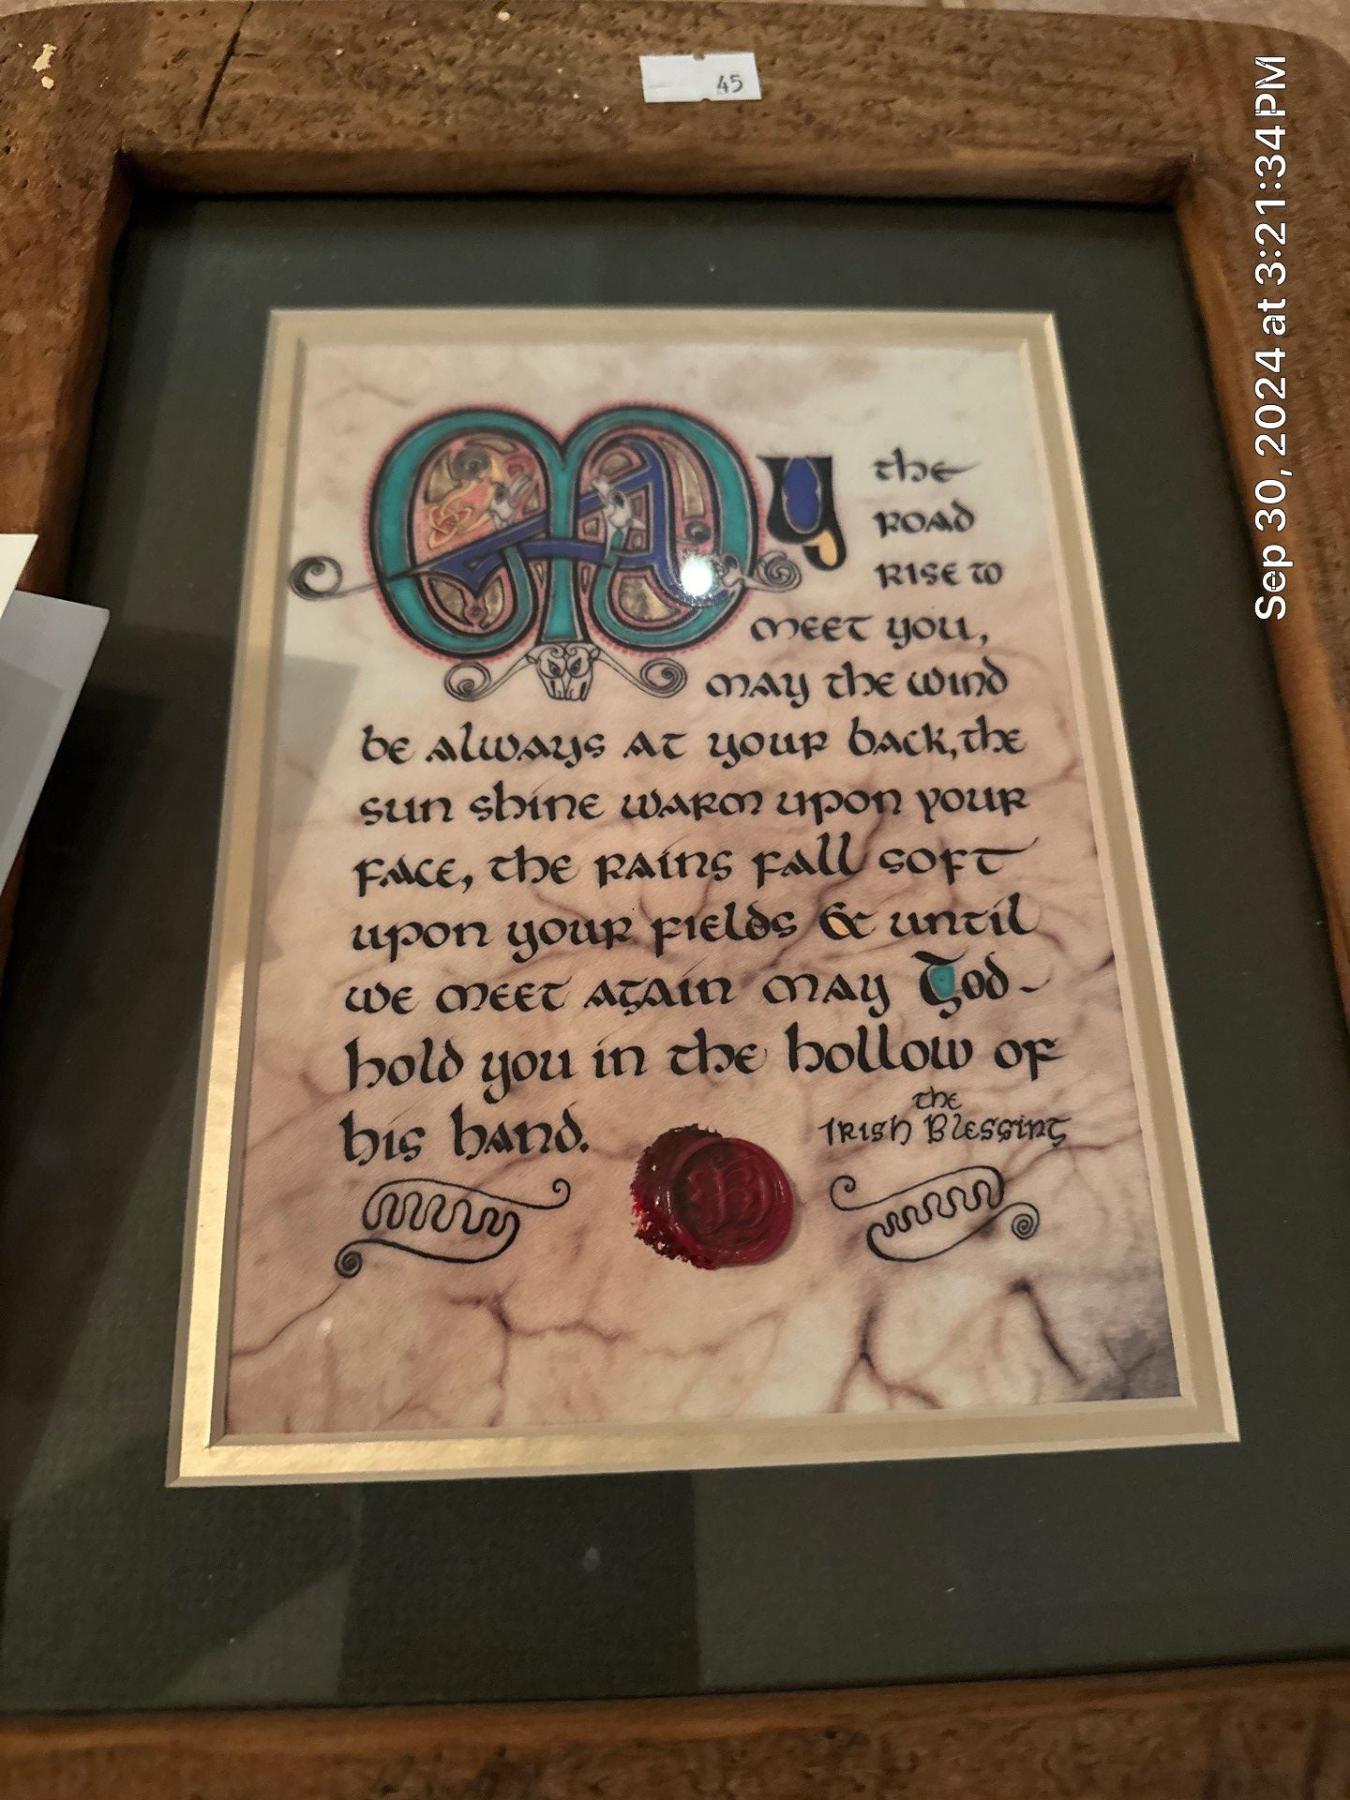 45
MAY the
ROAD
RISE TO
MEET YOU,
MAY the WIND
be always at your back, the
sun shine warm upon your
face, the rains fall soft
upon your fields & until
we meet again may God~
hold you in the hollow of
his hand.
the
Irish Blessing
Sep 30, 2024 at 3:21:34 PM